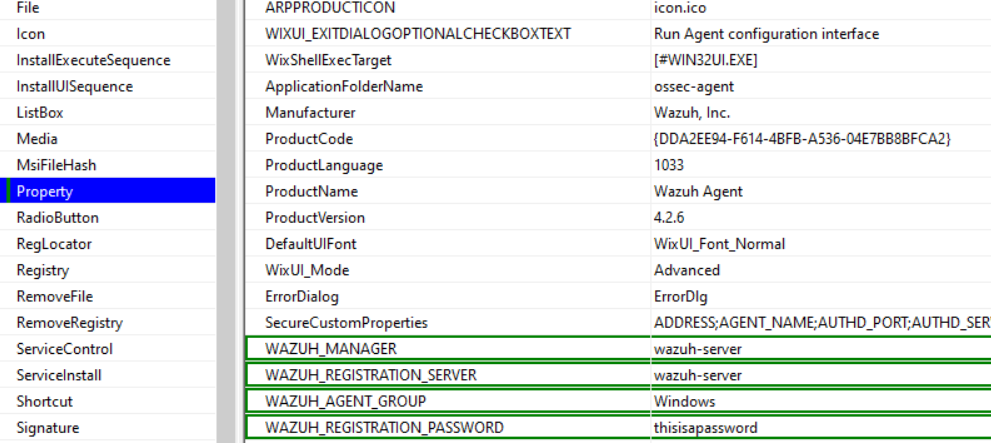 File ARPPRODUCTICON icon.ico
Icon WIXUI_EXITDIALOGOPTIONALCHECKBOXTEXT Run Agent configuration interface
InstallExecuteSequence WixShellExecTarget [#WIN32UI.EXE]
InstallUISequence ApplicationFolderName ossec-agent
ListBox Manufacturer Wazuh, Inc.
Media ProductCode {DDA2EE94-F614-4BFB-A536-04E7BB8BFCA2}
MsiFileHash ProductLanguage 1033
Property ProductName Wazuh Agent
RadioButton ProductVersion 4.2.6
RegLocator DefaultUIFont WixUI_Font_Normal
Registry WixUI_Mode Advanced
RemoveFile ErrorDialog ErrorDlg
RemoveRegistry SecureCustomProperties ADDRESS;AGENT_NAME;AUTHD_PORT;AUTHD_SER
ServiceControl WAZUH_MANAGER wazuh-server
ServiceInstall WAZUH_REGISTRATION_SERVER wazuh-server
Shortcut WAZUH_AGENT_GROUP Windows
Signature WAZUH_REGISTRATION_PASSWORD thisisapassword